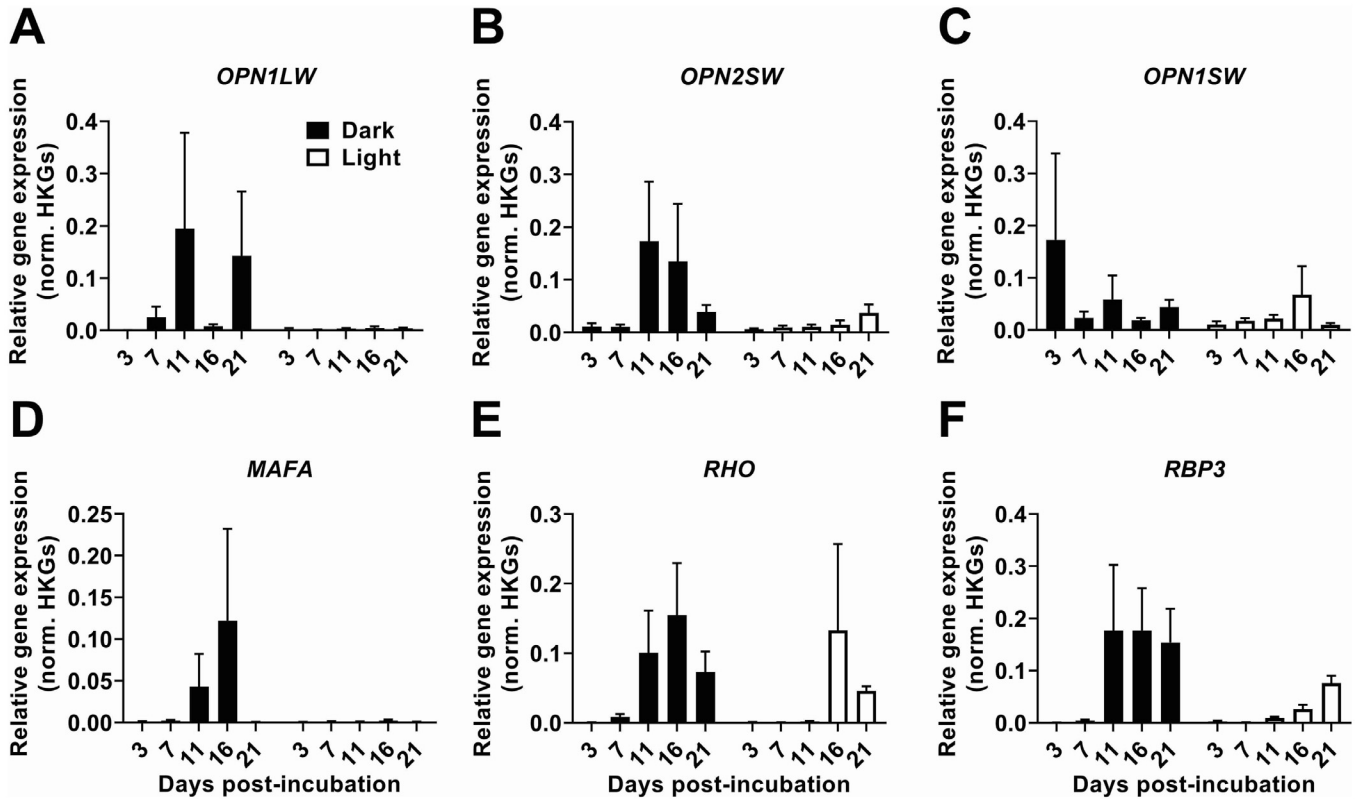 A
OPN1LW
Relative gene expression
(norm. HKGs)
0.4
0.3
0.2
0.1
0.0
Dark
Light
3 7 11 16 21 3 7 11 16 21
B
OPN2SW
Relative gene expression
(norm. HKGs)
0.4
0.3
0.2
0.1
0.0
3 7 11 16 21 3 7 11 16 21
C
OPN1SW
Relative gene expression
(norm. HKGs)
0.4
0.3
0.2
0.1
0.0
3 7 11 16 21 3 7 11 16 21
D
MAFA
Relative gene expression
(norm. HKGs)
0.25
0.20
0.15
0.10
0.05
0.00
3 7 11 16 21 3 7 11 16 21
Days post-incubation
E
RHO
Relative gene expression
(norm. HKGs)
0.3
0.2
0.1
0.0
3 7 11 16 21 3 7 11 16 21
Days post-incubation
F
RBP3
Relative gene expression
(norm. HKGs)
0.4
0.3
0.2
0.1
0.0
3 7 11 16 21 3 7 11 16 21
Days post-incubation